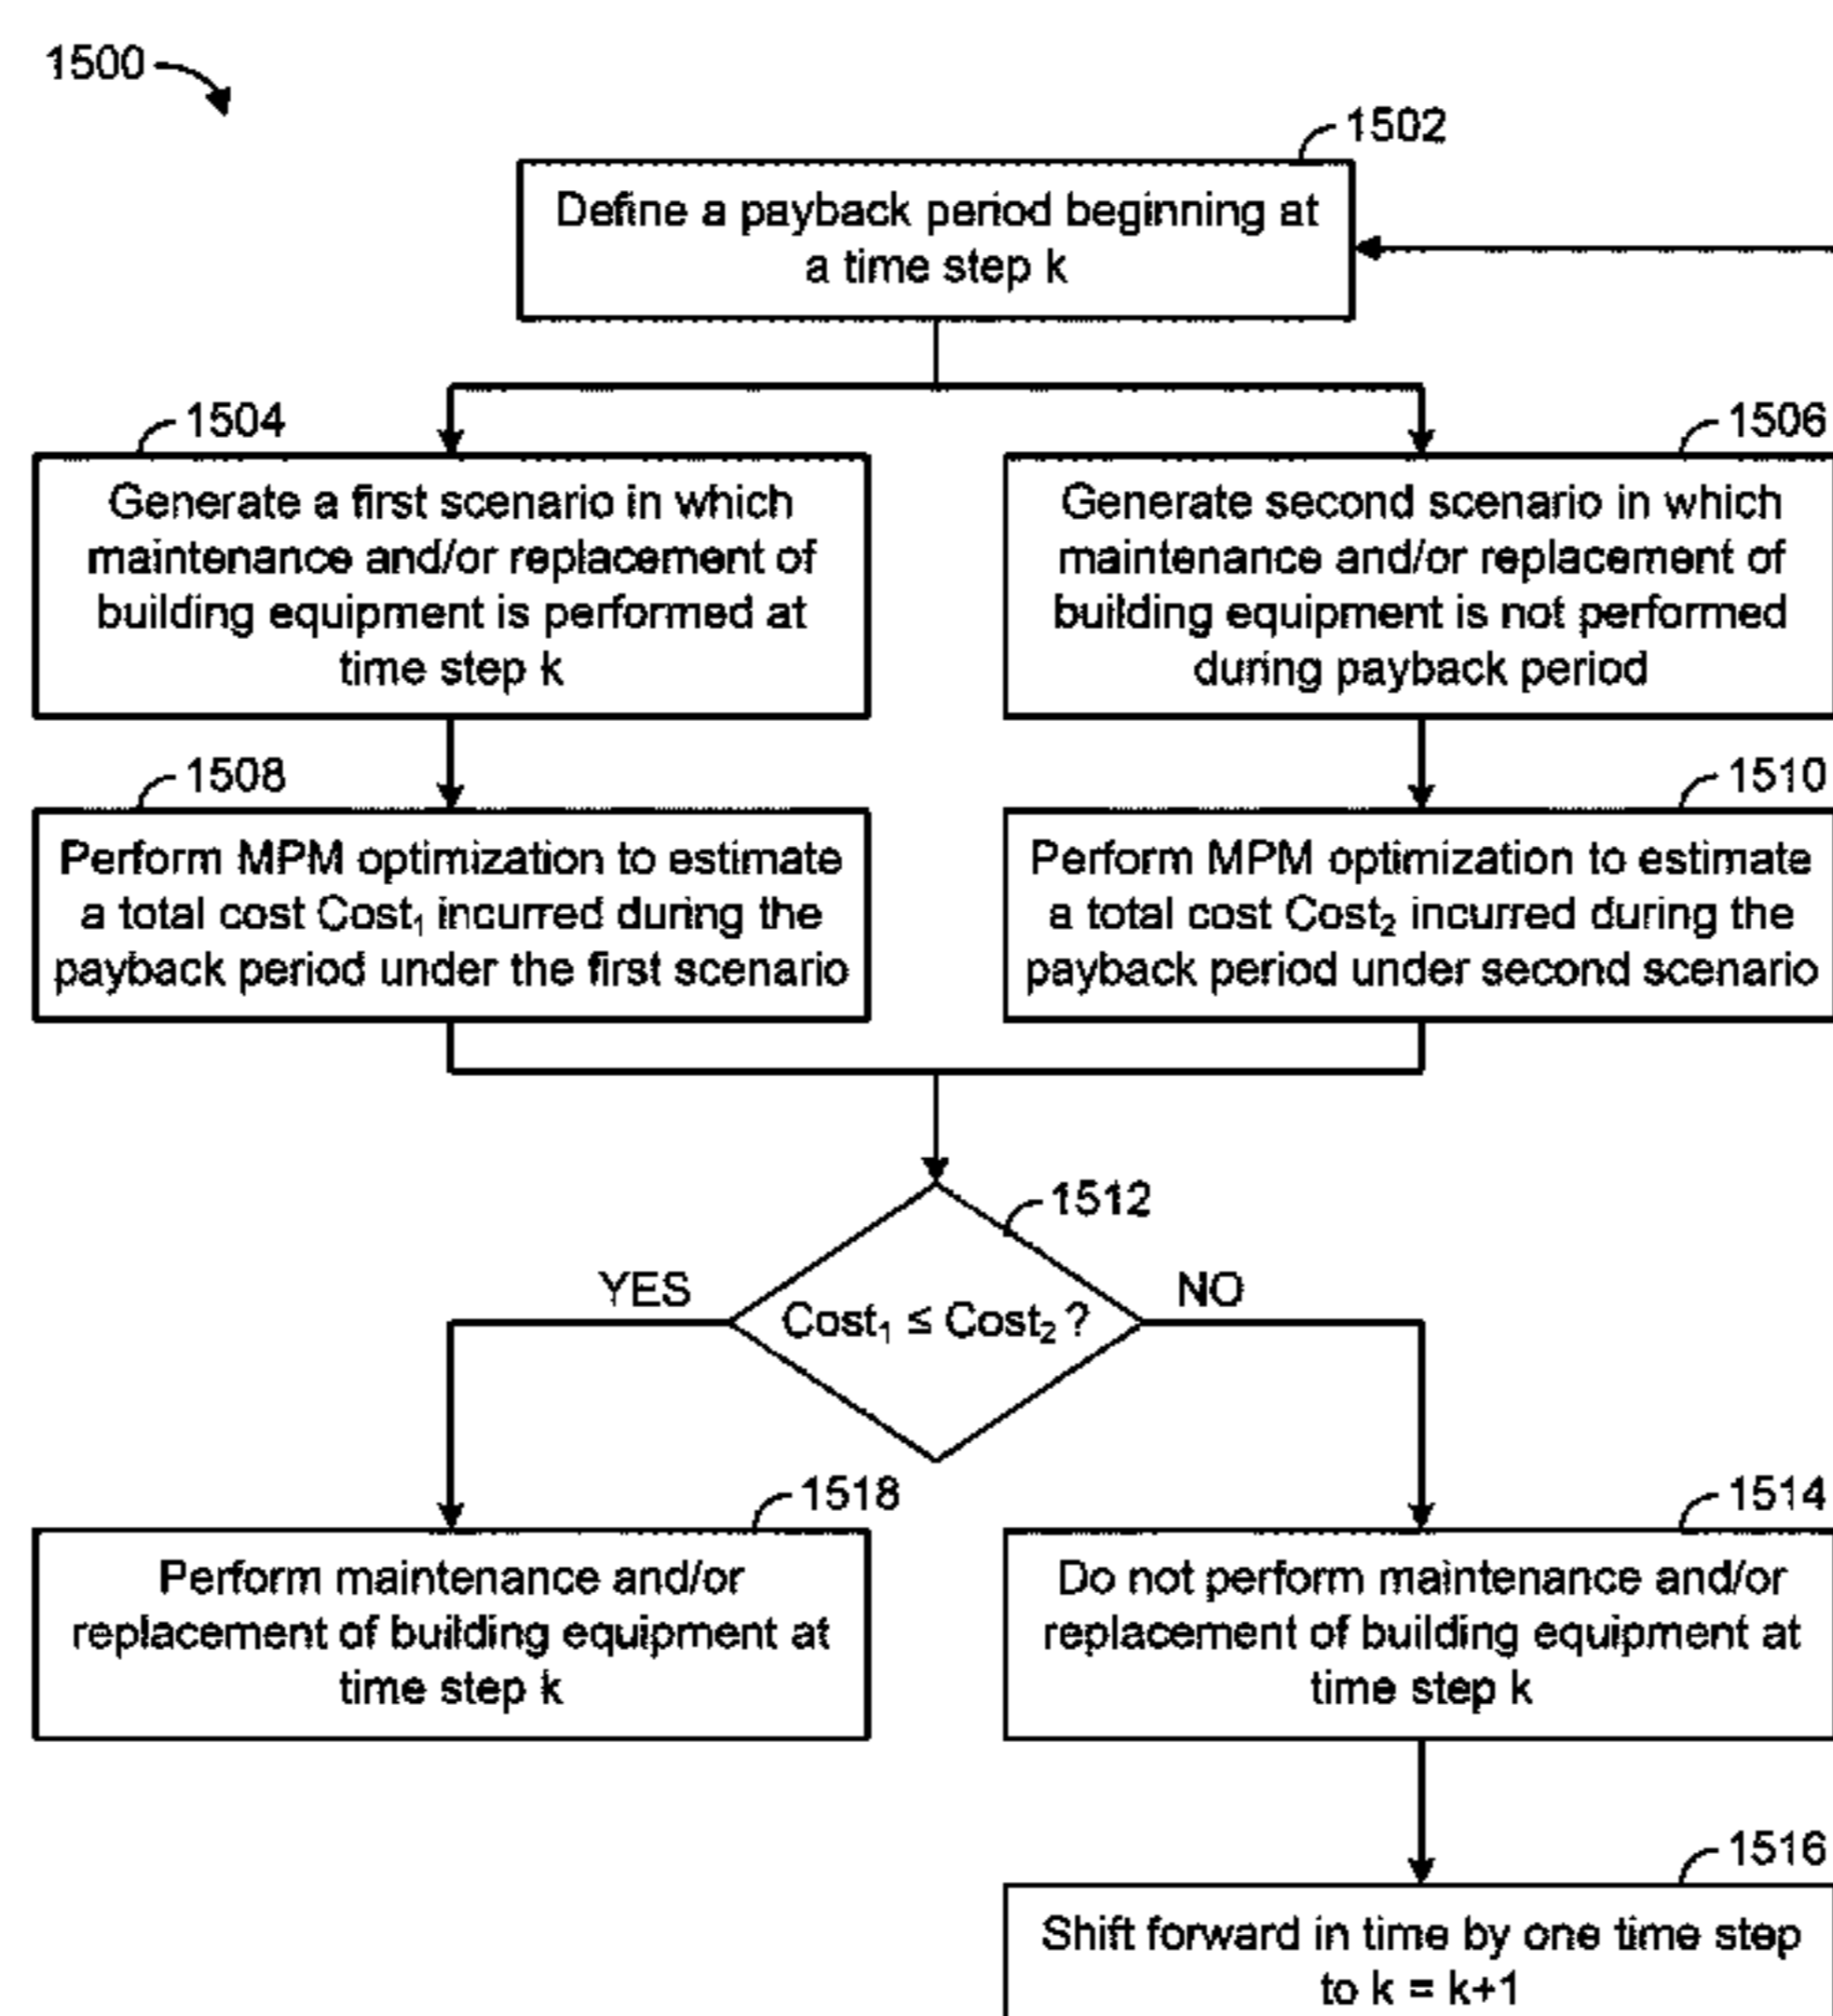 1500
1502
Define a payback period beginning at
a time step k
1504
Generate a first scenario in which
maintenance and/or replacement of
building equipment is performed at
time step k
1506
Generate second scenario in which
maintenance and/or replacement of
building equipment is not performed
during payback period
1508
Perform MPM optimization to estimate
a total cost Cost₁ incurred during the
payback period under the first scenario
1510
Perform MPM optimization to estimate
a total cost Cost₂ incurred during the
payback period under second scenario
1512
YES
Cost₁ ≤ Cost₂ ?
NO
1518
Perform maintenance and/or
replacement of building equipment at
time step k
1514
Do not perform maintenance and/or
replacement of building equipment at
time step k
1516
Shift forward in time by one time step
to k = k+1